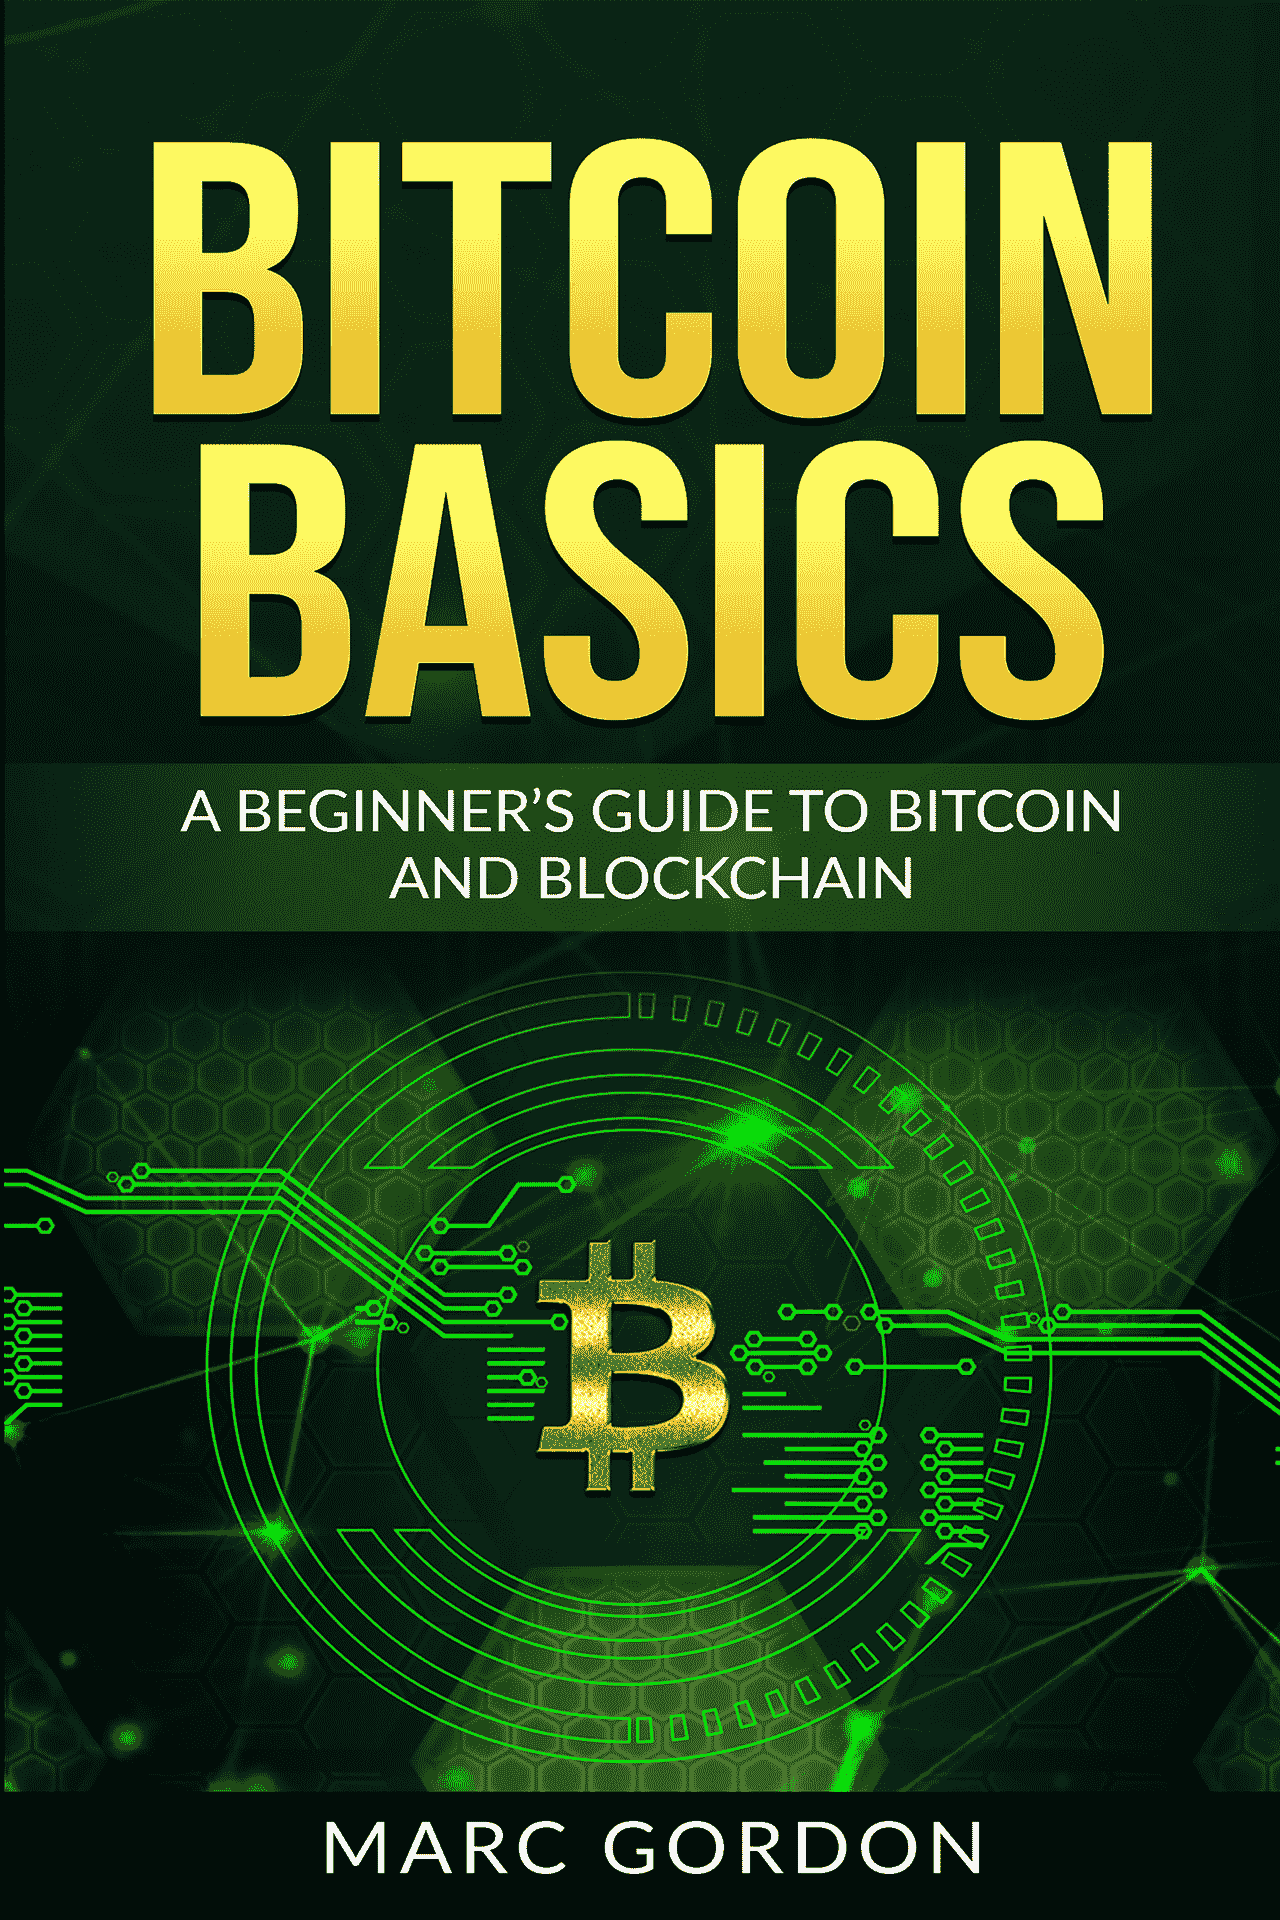 BITCOIN
BASICS
A BEGINNER’S GUIDE TO BITCOIN
AND BLOCKCHAIN
MARC GORDON